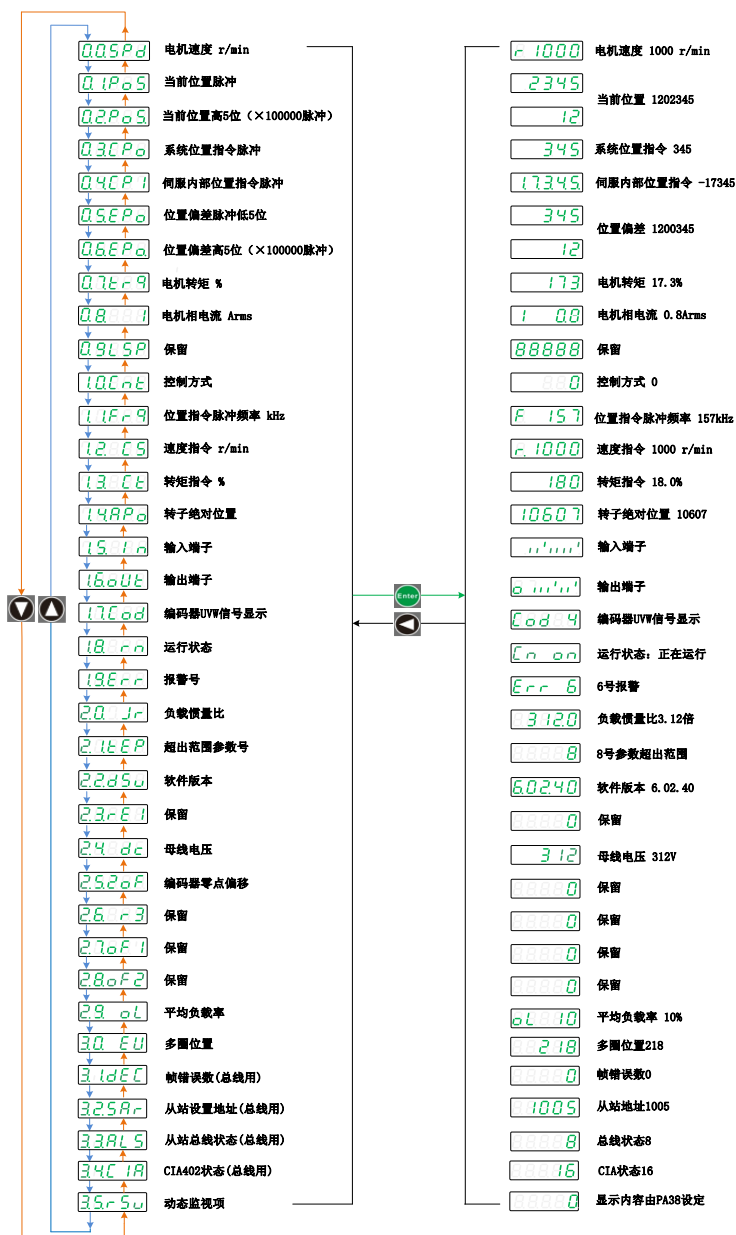 0.0.SPd 电机速度 r/min r 1000 电机速度 1000 r/min
0.1.PoS 当前位置脉冲 2345
当前位置 1202345
0.2.PoS. 当前位置高5位（×100000脉冲） 12
0.3.CPo 系统位置指令脉冲 345 系统位置指令 345
0.4.CP1 伺服内部位置指令脉冲 1.7.3.4.5. 伺服内部位置指令 -17345
0.5.EPo 位置偏差脉冲低5位 345
位置偏差 1200345
0.6.EPo. 位置偏差高5位（×100000脉冲） 12
0.7.trq 电机转矩 % 173 电机转矩 17.3%
0.8. 1 电机相电流 Arms 1 0.8 电机相电流 0.8Arms
0.9.LSP 保留 88888 保留
1.0.Cnt 控制方式 0 控制方式 0
1.1.Frq 位置指令脉冲频率 kHz F 157 位置指令脉冲频率 157kHz
1.2. CS 速度指令 r/min r. 1000 速度指令 1000 r/min
1.3. Ct 转矩指令 % 180 转矩指令 18.0%
1.4.APo 转子绝对位置 10607 转子绝对位置 10607
1.5. In 输入端子 输入端子
1.6.oUt 输出端子 o 输出端子
1.7.Cod 编码器UVW信号显示 Cod 4 编码器UVW信号显示
Enter
1.8. rn 运行状态 Cn on 运行状态：正在运行
1.9.Err 报警号 Err 6 6号报警
2.0. Jr 负载惯量比 312.0 负载惯量比3.12倍
2.1.tEP 超出范围参数号 8 8号参数超出范围
2.2.dSu 软件版本 6.02.40 软件版本 6.02.40
2.3.rE1 保留 0 保留
2.4. dc 母线电压 312 母线电压 312V
2.5.2oF 编码器零点偏移 0 保留
2.6. r3 保留 0 保留
2.7.oF1 保留 0 保留
2.8.oF2 保留 0 保留
2.9. oL 平均负载率 oL 10 平均负载率 10%
3.0. EU 多圈位置 218 多圈位置218
3.1.dEC 帧错误数(总线用) 0 帧错误数0
3.2.SAr 从站设置地址(总线用) 1005 从站地址1005
3.3.ALS 从站总线状态(总线用) 8 总线状态8
3.4.C1A CIA402状态(总线用) 16 CIA状态16
3.5.rSu 动态监视项 0 显示内容由PA38设定